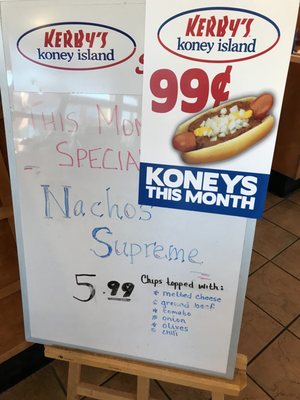 KERBY'S
koney island
KERBY'S
koney island
99¢
KONEYS
THIS MONTH
THIS Mon
SPECIA
Nachos
Supreme
5.99
Chips topped with:
melted cheese
ground beef
tomato
onion
olives
chili